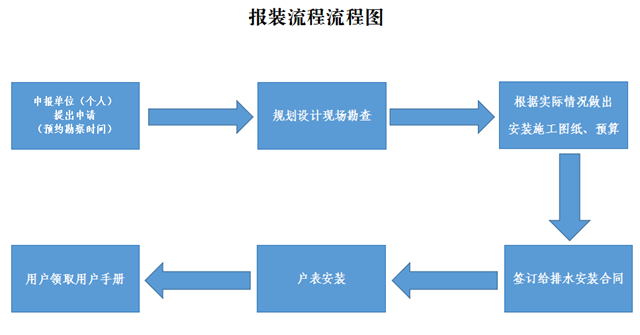 报装流程流程图
申报单位（个人）
提出申请
（预约勘察时间）
规划设计现场勘查
根据实际情况做出
安装施工图纸、预算
签订给排水安装合同
户表安装
用户领取用户手册